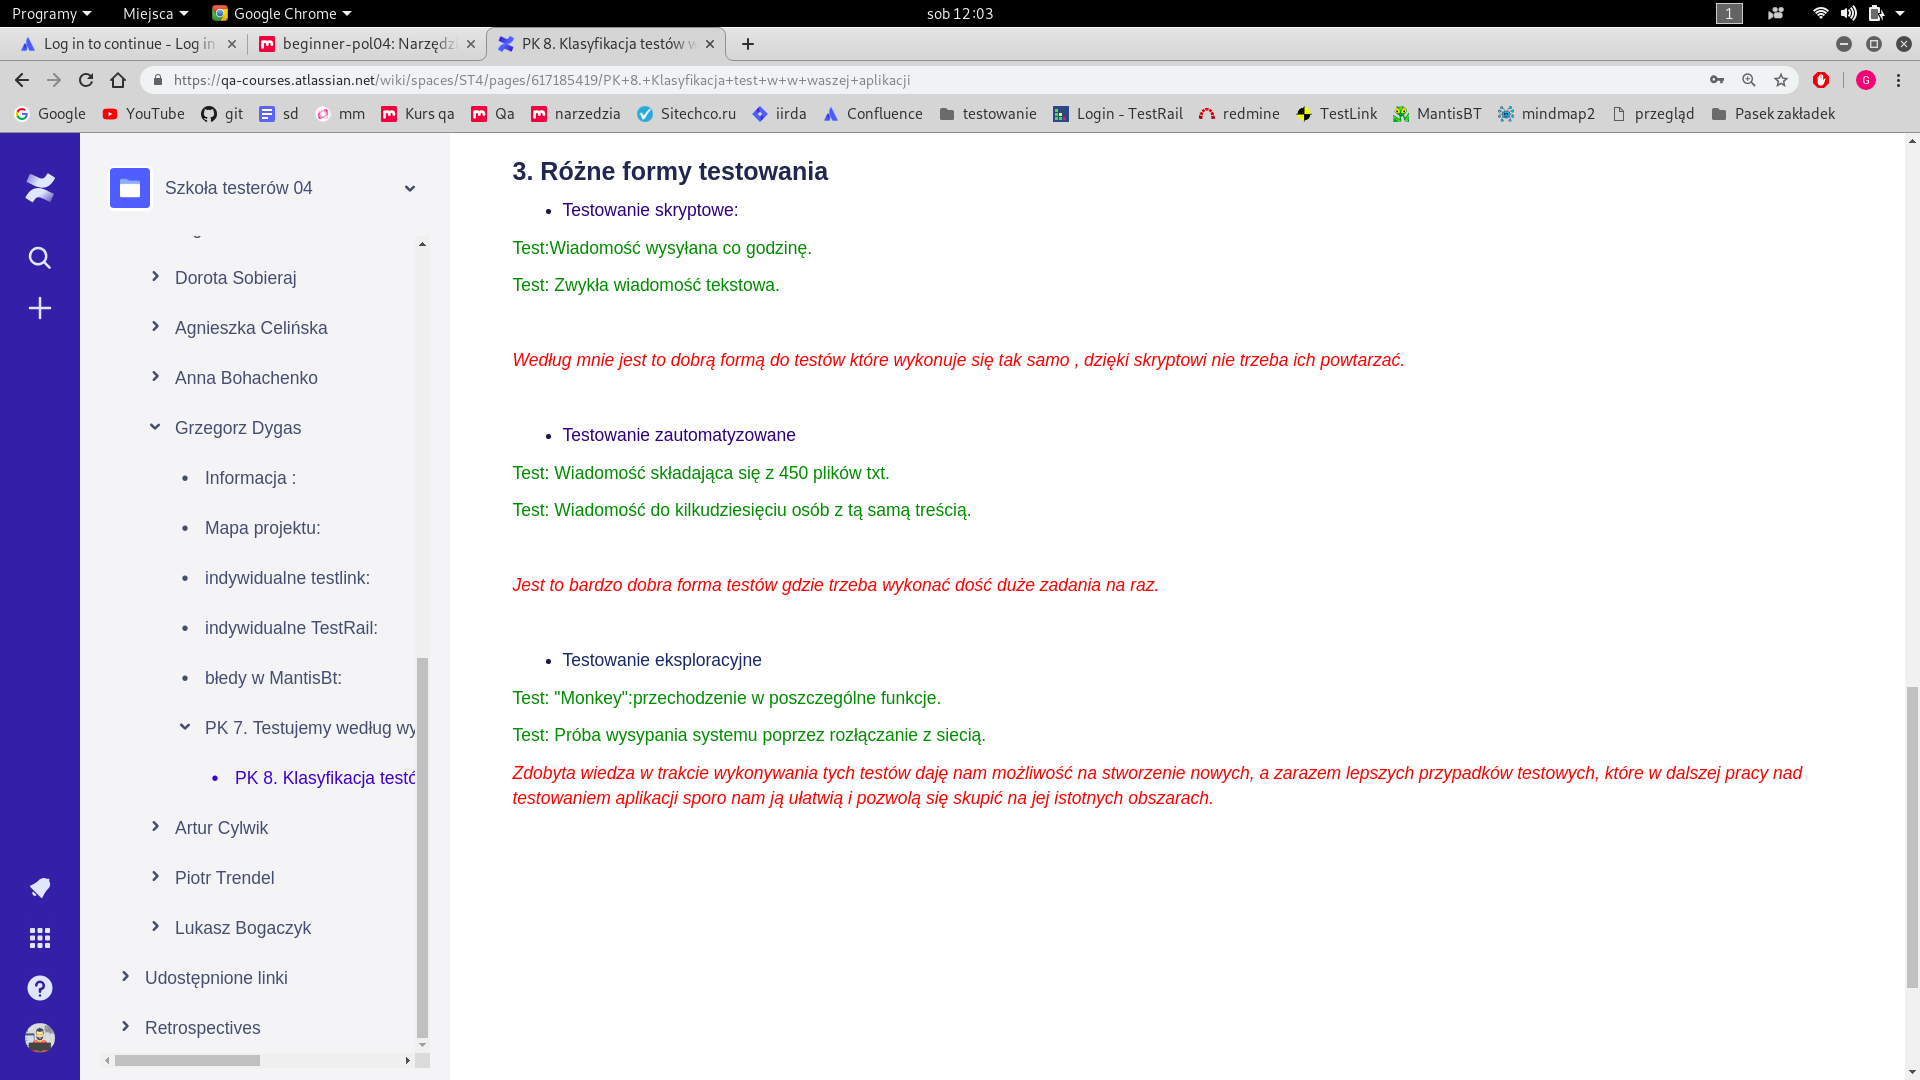 Programy Miejsca Google Chrome sob 12:03 1
Log in to continue - Log in beginner-pol04: Narzędzi PK 8. Klasyfikacja testów w
https://qa-courses.atlassian.net/wiki/spaces/ST4/pages/617185419/PK+8.+Klasyfikacja+test+w+w+waszej+aplikacji G
Google YouTube git sd mm Kurs qa Qa narzedzia Sitechco.ru iirda Confluence testowanie Login - TestRail redmine TestLink MantisBT mindmap2 przegląd Pasek zakładek
Szkoła testerów 04
Dorota Sobieraj
Agnieszka Celińska
Anna Bohachenko
Grzegorz Dygas
Informacja :
Mapa projektu:
indywidualne testlink:
indywidualne TestRail:
błedy w MantisBt:
PK 7. Testujemy według wy
PK 8. Klasyfikacja testó
Artur Cylwik
Piotr Trendel
Lukasz Bogaczyk
Udostępnione linki
Retrospectives
3. Różne formy testowania
Testowanie skryptowe:
Test:Wiadomość wysyłana co godzinę.
Test: Zwykła wiadomość tekstowa.
Według mnie jest to dobrą formą do testów które wykonuje się tak samo , dzięki skryptowi nie trzeba ich powtarzać.
Testowanie zautomatyzowane
Test: Wiadomość składająca się z 450 plików txt.
Test: Wiadomość do kilkudziesięciu osób z tą samą treścią.
Jest to bardzo dobra forma testów gdzie trzeba wykonać dość duże zadania na raz.
Testowanie eksploracyjne
Test: "Monkey":przechodzenie w poszczególne funkcje.
Test: Próba wysypania systemu poprzez rozłączanie z siecią.
Zdobyta wiedza w trakcie wykonywania tych testów daję nam możliwość na stworzenie nowych, a zarazem lepszych przypadków testowych, które w dalszej pracy nad
testowaniem aplikacji sporo nam ją ułatwią i pozwolą się skupić na jej istotnych obszarach.